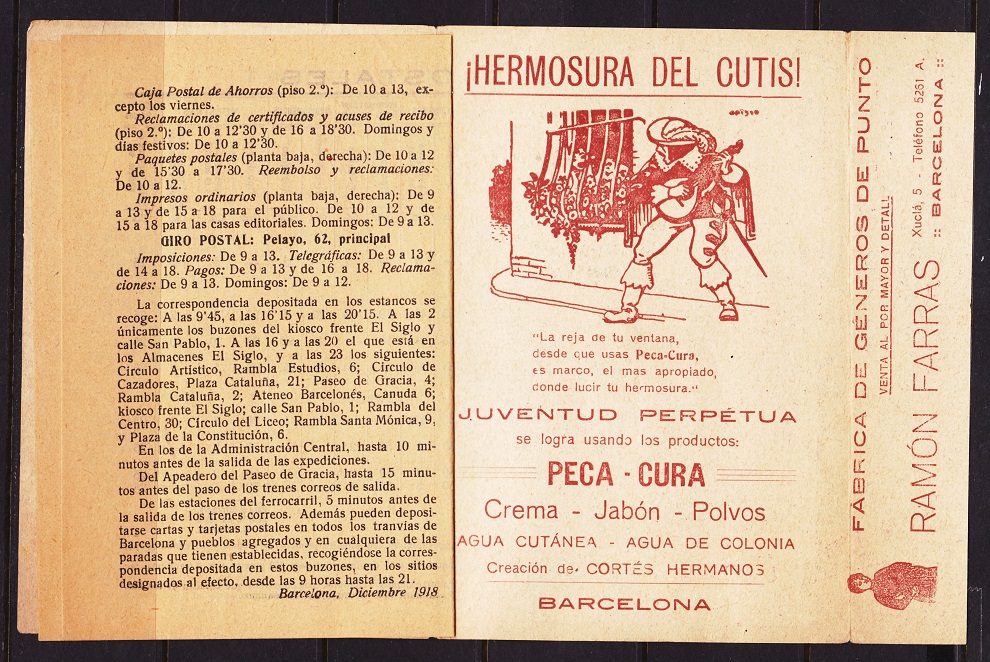 Caja Postal de Ahorros (piso 2.º): De 10 a 13, ex-
cepto los viernes.
Reclamaciones de certificados y acuses de recibo
(piso 2.º): De 10 a 12'30 y de 16 a 18'30. Domingos y
días festivos: De 10 a 12'30.
Paquetes postales (planta baja, derecha): De 10 a 12
y de 15'30 a 17'30. Reembolso y reclamaciones:
De 10 a 12.
Impresos ordinarios (planta baja, derecha): De 9
a 13 y de 15 a 18 para el público. De 10 a 12 y de
15 a 18 para las casas editoriales. Domingos: De 9 a 13.
GIRO POSTAL: Pelayo, 62, principal
Imposiciones: De 9 a 13. Telegráficas: De 9 a 13 y
de 14 a 18. Pagos: De 9 a 13 y de 16 a 18. Reclama-
ciones: De 9 a 13. Domingos: De 9 a 12.
La correspondencia depositada en los estancos se
recoge: A las 9'45, a las 16'15 y a las 20'15. A las 2
únicamente los buzones del kiosco frente El Siglo y
calle San Pablo, 1. A las 16 y a las 20 el que está en
los Almacenes El Siglo, y a las 23 los siguientes:
Círculo Artístico, Rambla Estudios, 6; Círculo de
Cazadores, Plaza Cataluña, 21; Paseo de Gracia, 4;
Rambla Cataluña, 2; Ateneo Barcelonés, Canuda 6;
kiosco frente El Siglo; calle San Pablo, 1; Rambla del
Centro, 30; Círculo del Liceo; Rambla Santa Mónica, 9,
y Plaza de la Constitución, 6.
En los de la Administración Central, hasta 10 mi-
nutos antes de la salida de las expediciones.
Del Apeadero del Paseo de Gracia, hasta 15 minu-
tos antes del paso de los trenes correos de salida.
De las estaciones del ferrocarril, 5 minutos antes de
la salida de los trenes correos. Además pueden deposi-
tarse cartas y tarjetas postales en todos los tranvías de
Barcelona y pueblos agregados y en cualquiera de las
paradas que tienen establecidas, recogiéndose la corres-
pondencia depositada en estos buzones, en los sitios
designados al efecto, desde las 9 horas hasta las 21.
Barcelona, Diciembre 1918
¡HERMOSURA DEL CUTIS!
"La reja de tu ventana,
desde que usas Peca-Cura,
es marco, el mas apropiado,
donde lucir tu hermosura."
JUVENTUD PERPÉTUA
se logra usando los productos:
PECA - CURA
Crema - Jabón - Polvos
AGUA CUTÁNEA - AGUA DE COLONIA
Creación de CORTÉS HERMANOS
BARCELONA
FÁBRICA DE GÉNEROS DE PUNTO
VENTA AL POR MAYOR Y DETALL
RAMÓN FARRAS Xuclá, 5 - Teléfono 5261 A.
:: BARCELONA ::